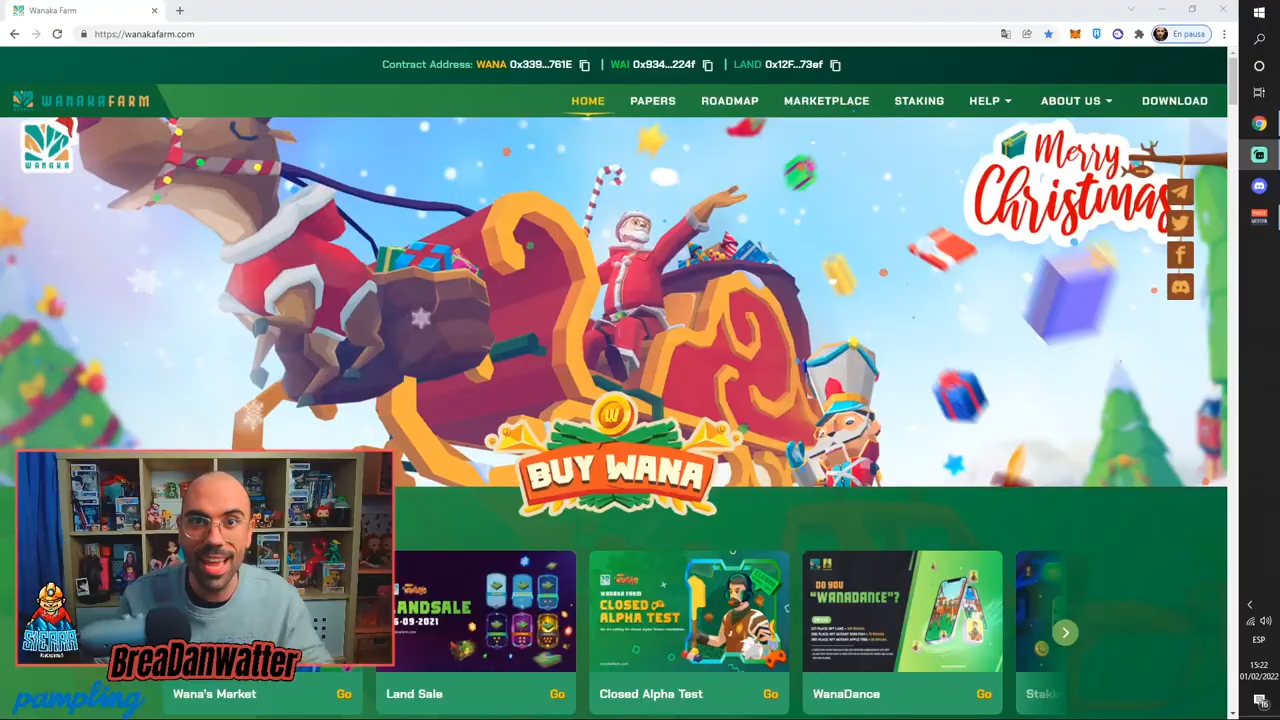 Wanaka Farm
https://wanakafarm.com
En pausa
Contract Address: WANA 0x339...761E | WAI 0x934...224f | LAND 0x12F...73ef
WANAKAFARM
HOME
PAPERS
ROADMAP
MARKETPLACE
STAKING
HELP
ABOUT US
DOWNLOAD
WANAKA
Merry
Christmas
BUY WANA
LANDSALE
CLOSED
ALPHA TEST
DO YOU
"WANADANCE?"
pampling
Wana's Market
Go
Land Sale
Go
Closed Alpha Test
Go
WanaDance
Go
ESP
15:22
01/02/2022